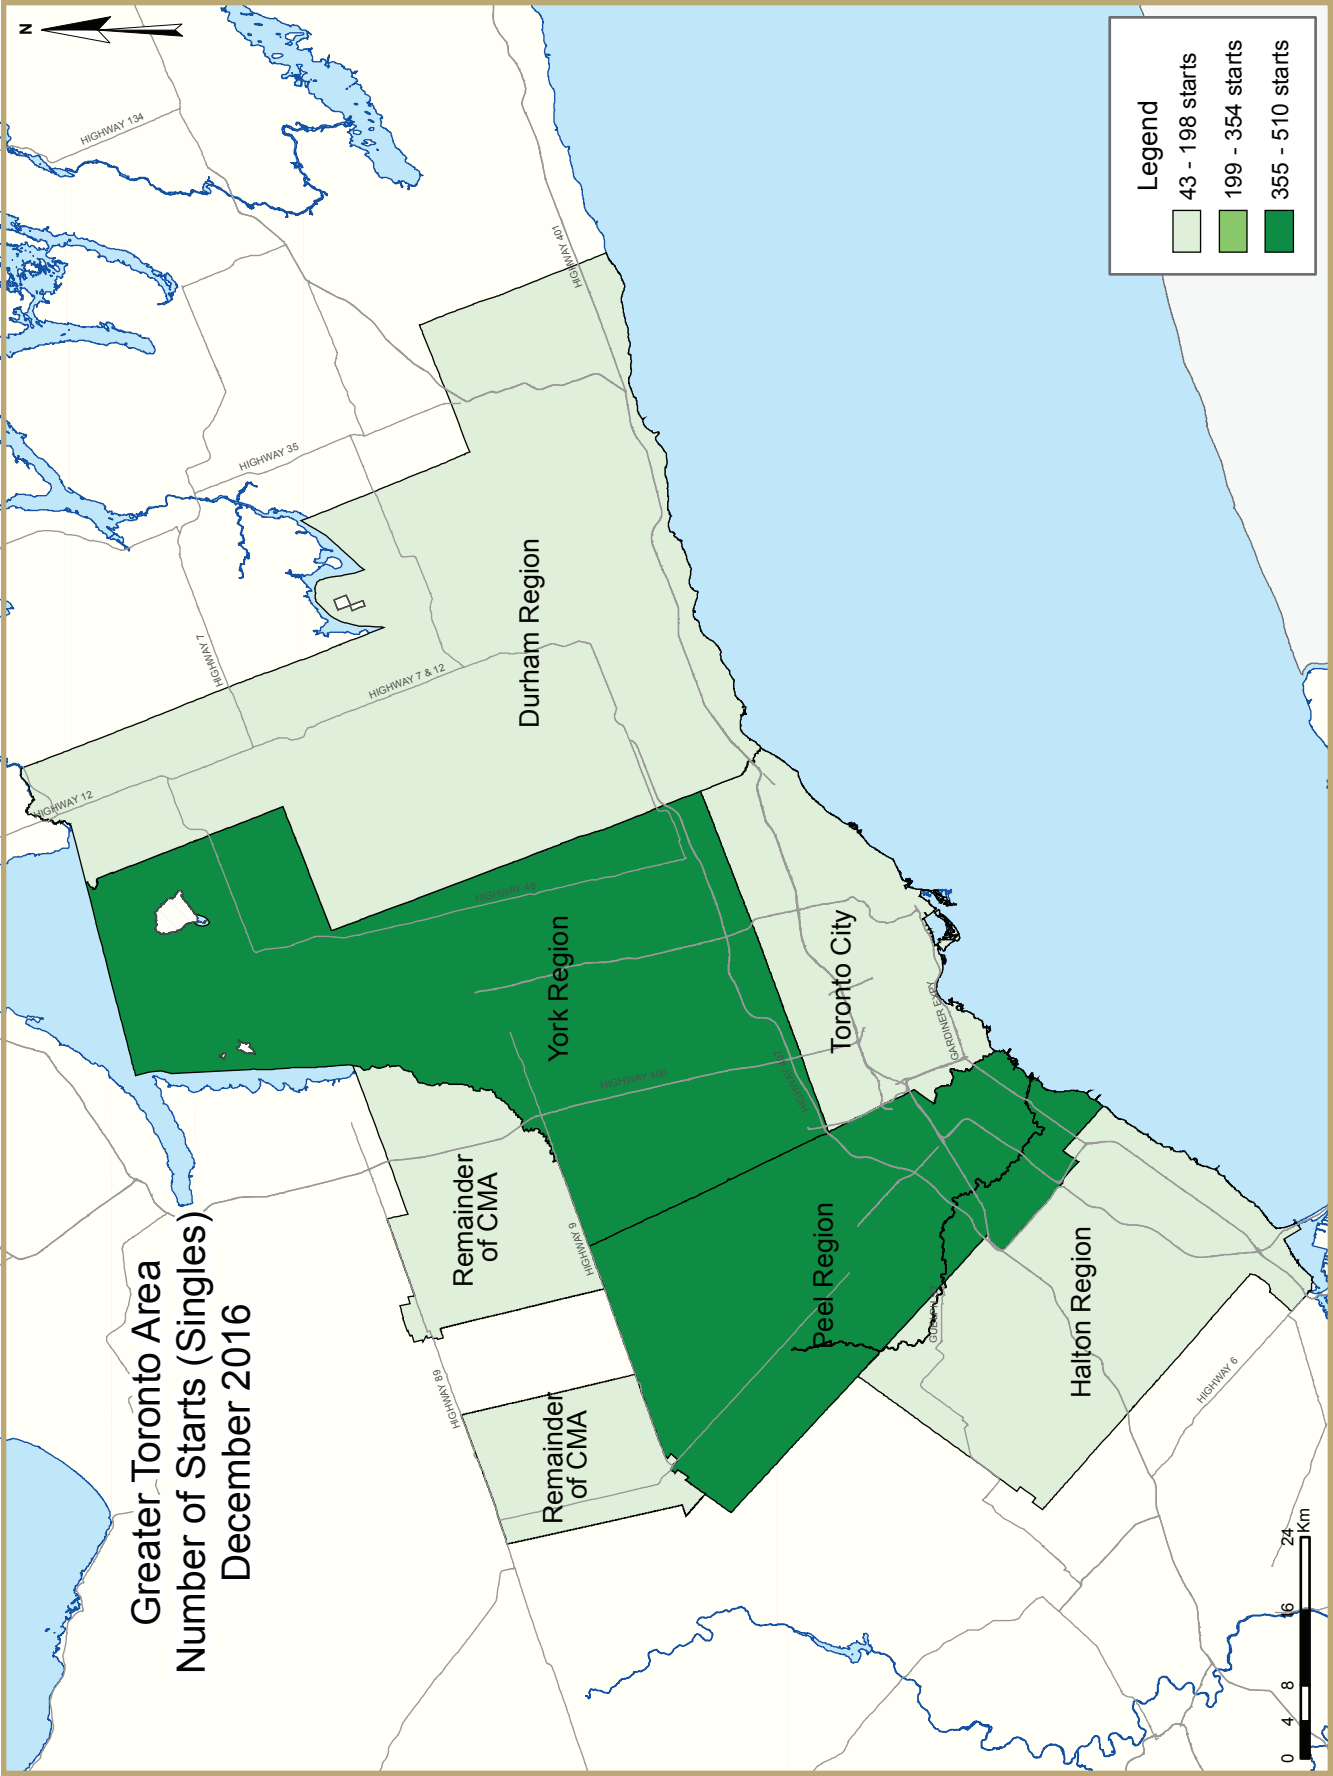 Greater Toronto Area
Number of Starts (Singles)
December 2016
N
HIGHWAY 134
HIGHWAY 401
HIGHWAY 35
HIGHWAY 7
HIGHWAY 7 & 12
HIGHWAY 12
Durham Region
HIGHWAY 48
York Region
HIGHWAY 400
Toronto City
GARDINER EXPY
Remainder
of CMA
HIGHWAY 9
HIGHWAY 89
Remainder
of CMA
Peel Region
Halton Region
HIGHWAY 6
Legend
43 - 198 starts
199 - 354 starts
355 - 510 starts
0 4 8 16 24
Km